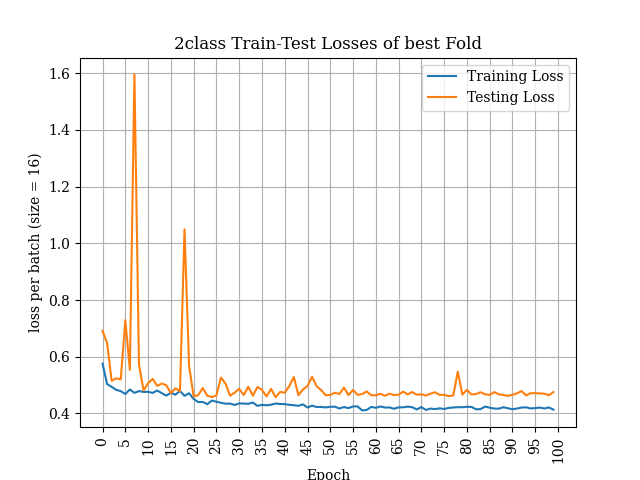 2class Train-Test Losses of best Fold
Training Loss
Testing Loss
loss per batch (size = 16)
1.6
1.4
1.2
1.0
0.8
0.6
0.4
0 5 10 15 20 25 30 35 40 45 50 55 60 65 70 75 80 85 90 95 100
Epoch